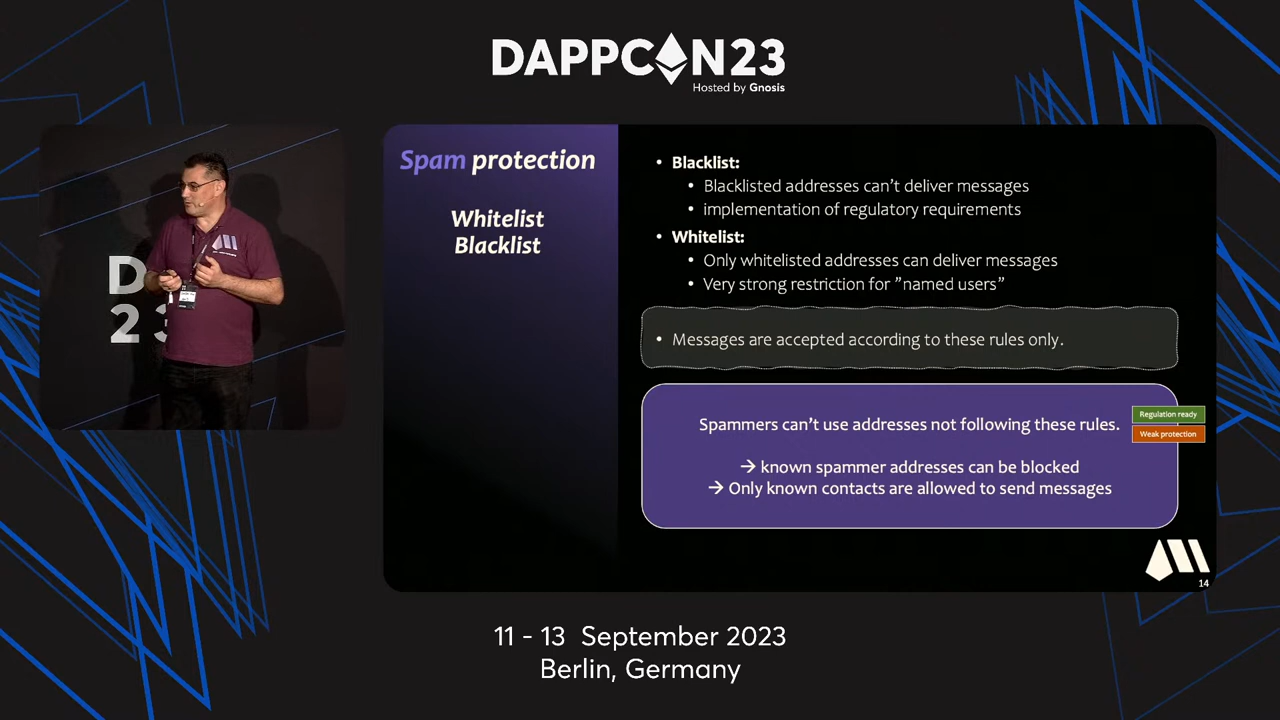 DAPPCON23
Hosted by Gnosis
Spam protection
Whitelist
Blacklist
• Blacklist:
• Blacklisted addresses can't deliver messages
• implementation of regulatory requirements
• Whitelist:
• Only whitelisted addresses can deliver messages
• Very strong restriction for ”named users”
• Messages are accepted according to these rules only.
Spammers can't use addresses not following these rules.
Regulation ready
Weak protection
→ known spammer addresses can be blocked
→ Only known contacts are allowed to send messages
14
D
23
11 - 13 September 2023
Berlin, Germany